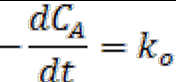 − dC_A/dt = k_o